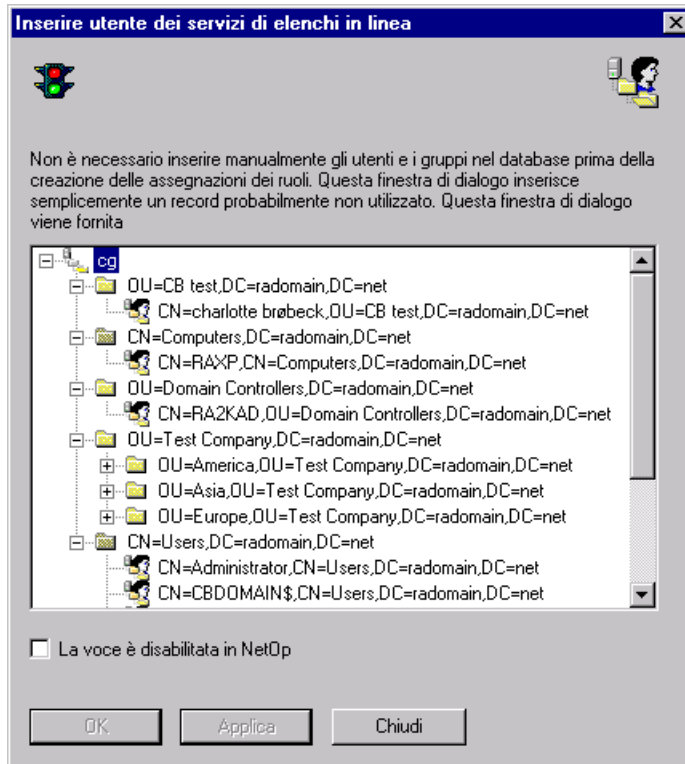 Inserire utente dei servizi di elenchi in linea
Non è necessario inserire manualmente gli utenti e i gruppi nel database prima della
creazione delle assegnazioni dei ruoli. Questa finestra di dialogo inserisce
semplicemente un record probabilmente non utilizzato. Questa finestra di dialogo
viene fornita
cg
OU=CB test,DC=radomain,DC=net
CN=charlotte brøbeck,OU=CB test,DC=radomain,DC=net
CN=Computers,DC=radomain,DC=net
CN=RAXP,CN=Computers,DC=radomain,DC=net
OU=Domain Controllers,DC=radomain,DC=net
CN=RA2KAD,OU=Domain Controllers,DC=radomain,DC=net
OU=Test Company,DC=radomain,DC=net
OU=America,OU=Test Company,DC=radomain,DC=net
OU=Asia,OU=Test Company,DC=radomain,DC=net
OU=Europe,OU=Test Company,DC=radomain,DC=net
CN=Users,DC=radomain,DC=net
CN=Administrator,CN=Users,DC=radomain,DC=net
CN=CBDOMAIN$,CN=Users,DC=radomain,DC=net
La voce è disabilitata in NetOp
OK Applica Chiudi